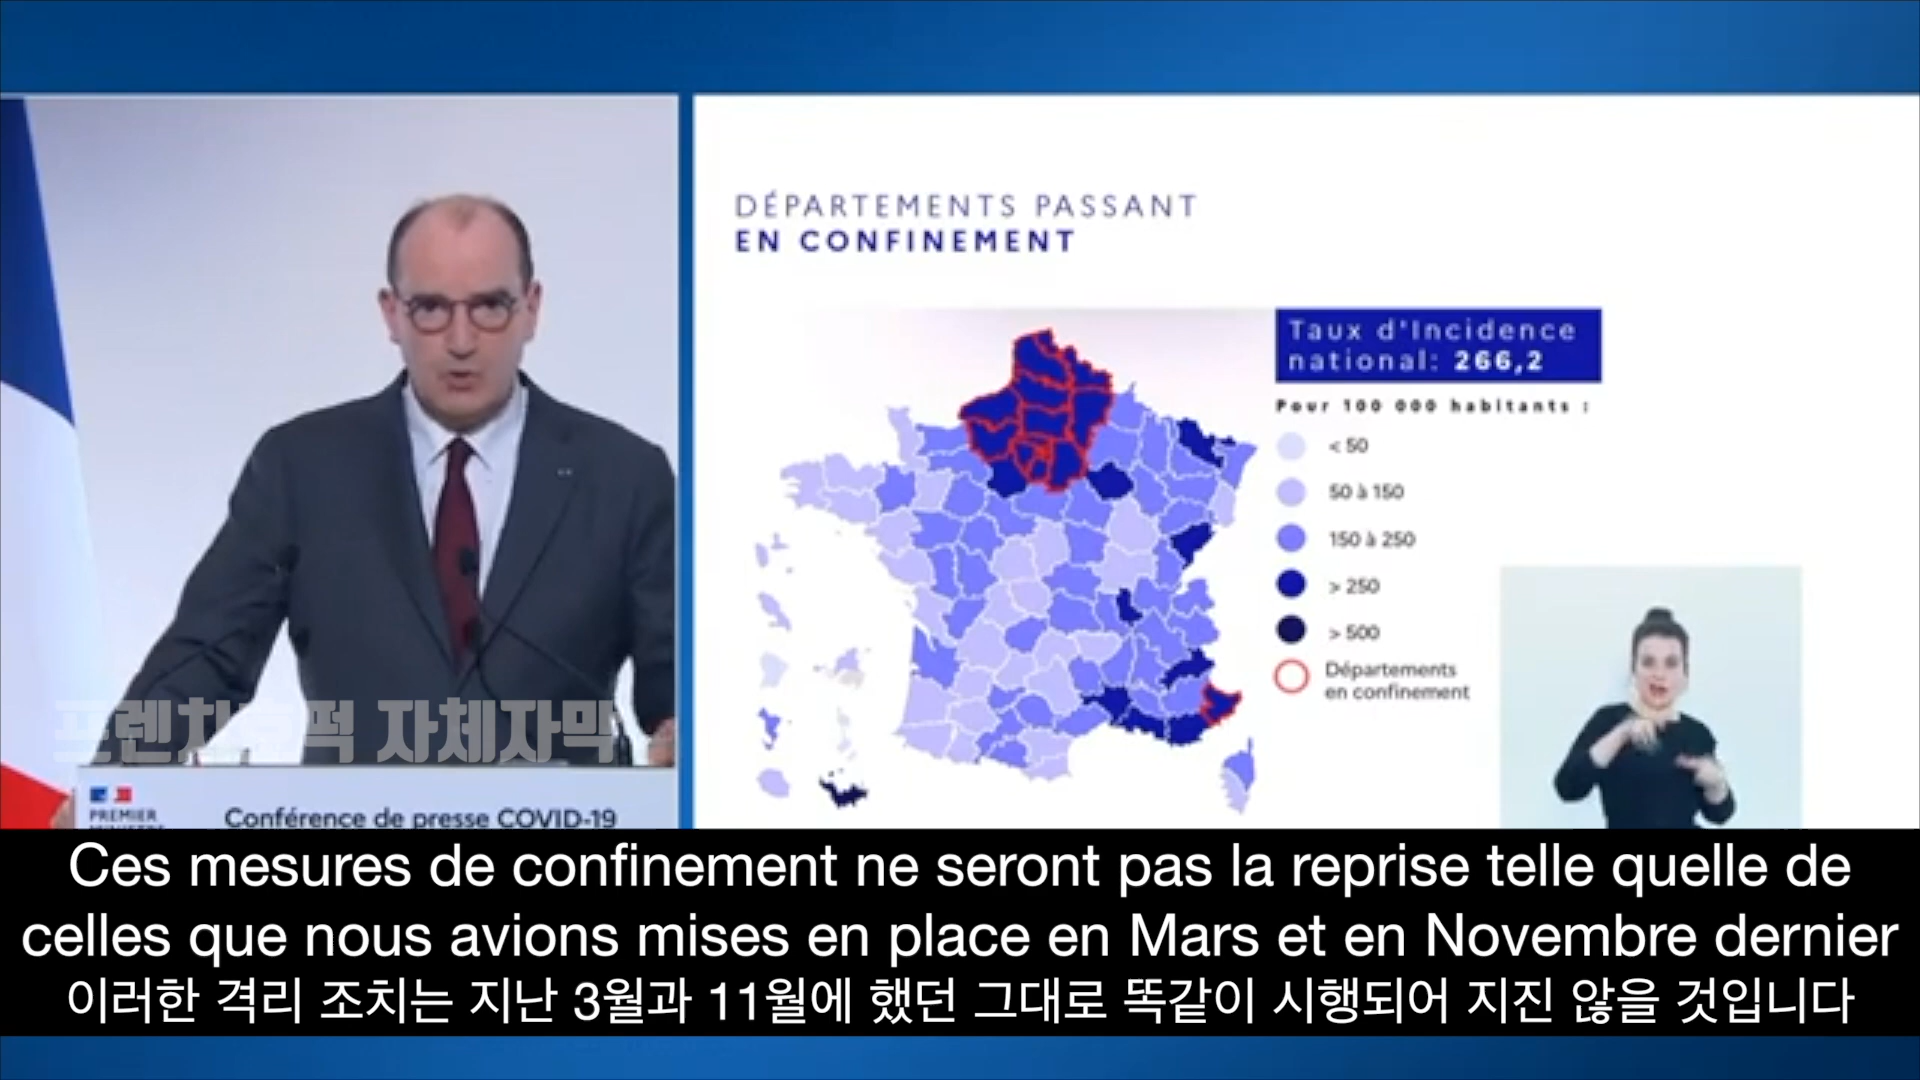 DÉPARTEMENTS PASSANT
EN CONFINEMENT
Taux d'Incidence
national: 266,2
Pour 100 000 habitants :
< 50
50 à 150
150 à 250
> 250
> 500
Départements
en confinement
자체자막
PREMIER
MINISTRE
Conférence de presse COVID-19
Ces mesures de confinement ne seront pas la reprise telle quelle de
celles que nous avions mises en place en Mars et en Novembre dernier
이러한 격리 조치는 지난 3월과 11월에 했던 그대로 똑같이 시행되어 지진 않을 것입니다